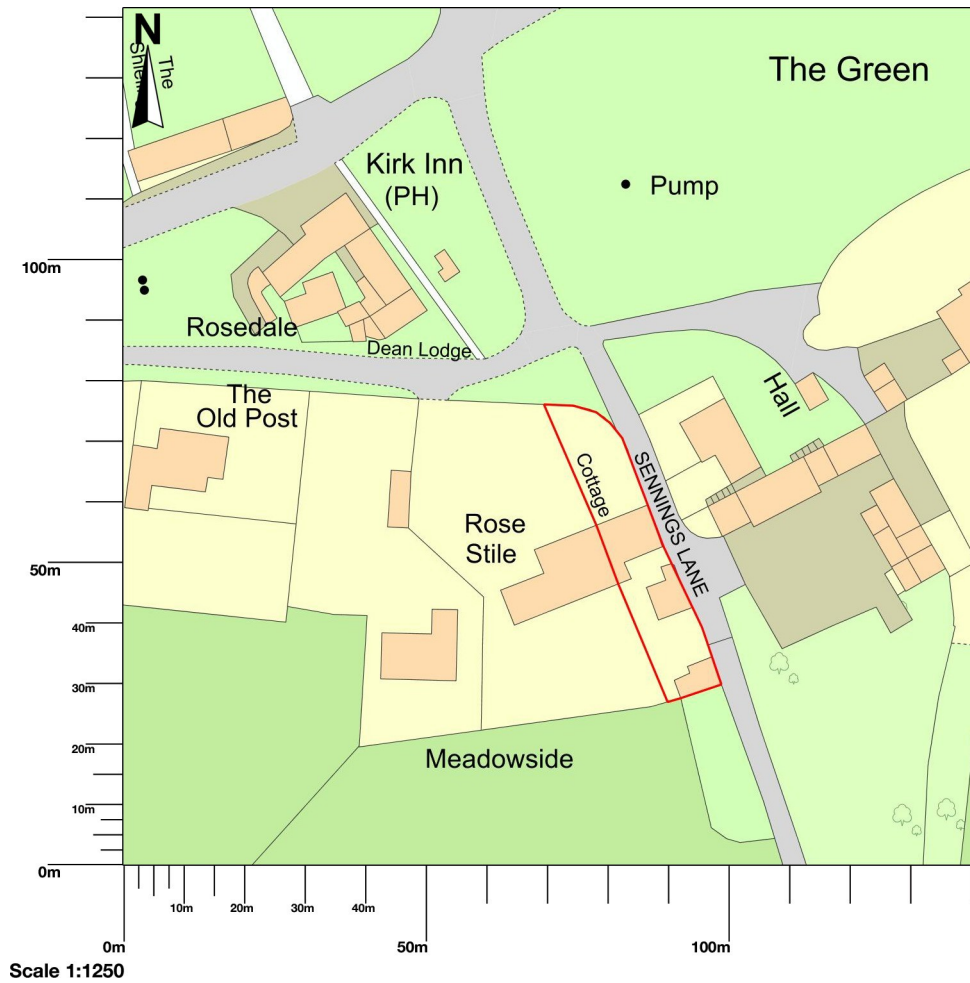 N
The
The Green
Kirk Inn
(PH)
Pump
100m
Rosedale
Dean Lodge
The
Old Post
Hall
Cottage
SENNINGS LANE
Rose
Stile
50m
40m
30m
20m
Meadowside
10m
0m
10m
20m
30m
40m
0m
50m
100m
Scale 1:1250